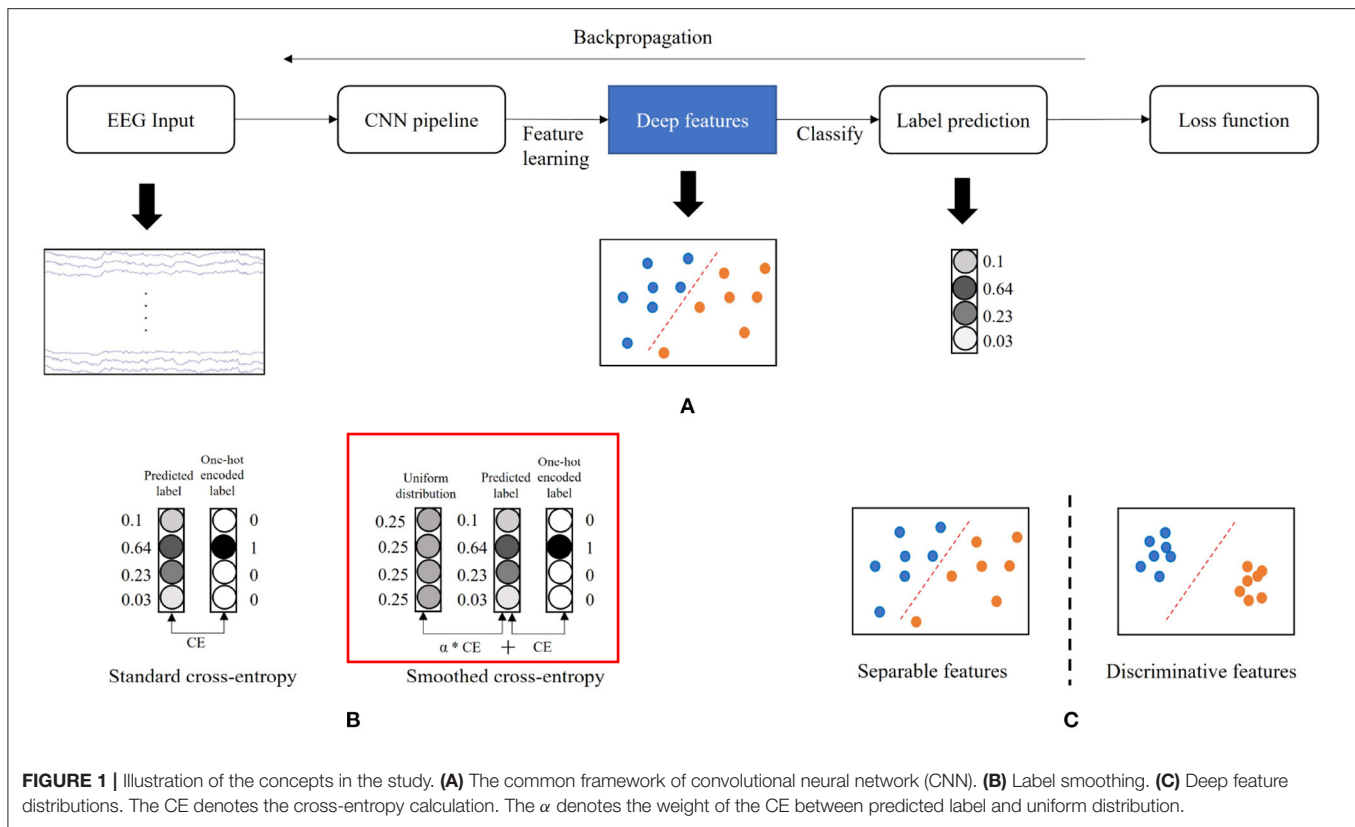 Backpropagation
EEG Input
CNN pipeline
Feature
learning
Deep features
Classify
Label prediction
Loss function
0.1
0.64
0.23
0.03
A
Predicted
label
One-hot
encoded
label
0.1
0.64
0.23
0.03
0
1
0
0
CE
Standard cross-entropy
Uniform
distribution
Predicted
label
One-hot
encoded label
0.25
0.25
0.25
0.25
0.1
0.64
0.23
0.03
0
1
0
0
α * CE + CE
Smoothed cross-entropy
B
Separable features
Discriminative features
C
FIGURE 1 | Illustration of the concepts in the study. (A) The common framework of convolutional neural network (CNN). (B) Label smoothing. (C) Deep feature
distributions. The CE denotes the cross-entropy calculation. The α denotes the weight of the CE between predicted label and uniform distribution.